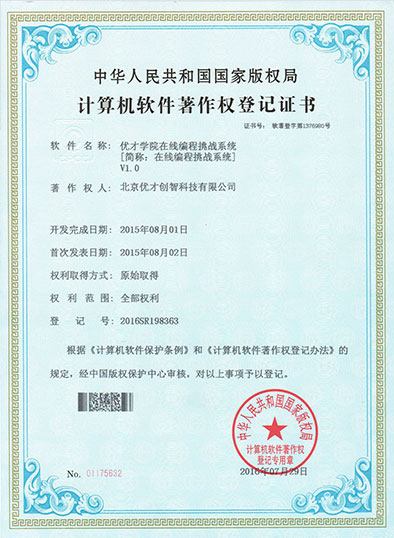 中华人民共和国国家版权局
计算机软件著作权登记证书
证书号： 软著登字第1376980号
软件名称： 优才学院在线编程挑战系统
[简称：在线编程挑战系统]
V1.0
著作权人： 北京优才创智科技有限公司
开发完成日期： 2015年08月01日
首次发表日期： 2015年08月02日
权利取得方式： 原始取得
权利范围： 全部权利
登记号： 2016SR198363
根据《计算机软件保护条例》和《计算机软件著作权登记办法》的
规定，经中国版权保护中心审核，对以上事项予以登记。
中华人民共和国国家版权局
计算机软件著作权
登记专用章
No. 01175692
2016年07月29日